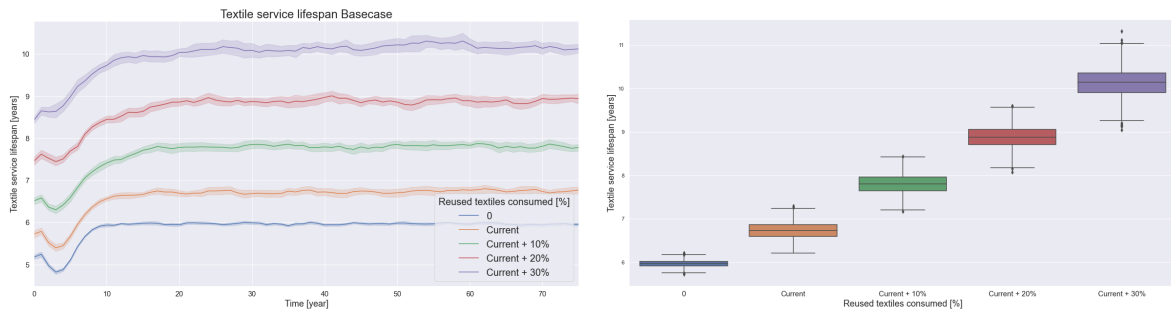 Textile service lifespan Basecase
Textile service lifespan [years]
10
9
8
7
6
5
0
10
20
30
40
50
60
70
Time [year]
Reused textiles consumed [%]
0
Current
Current + 10%
Current + 20%
Current + 30%
Textile service lifespan [years]
11
10
9
8
7
6
0
Current
Current + 10%
Current + 20%
Current + 30%
Reused textiles consumed [%]